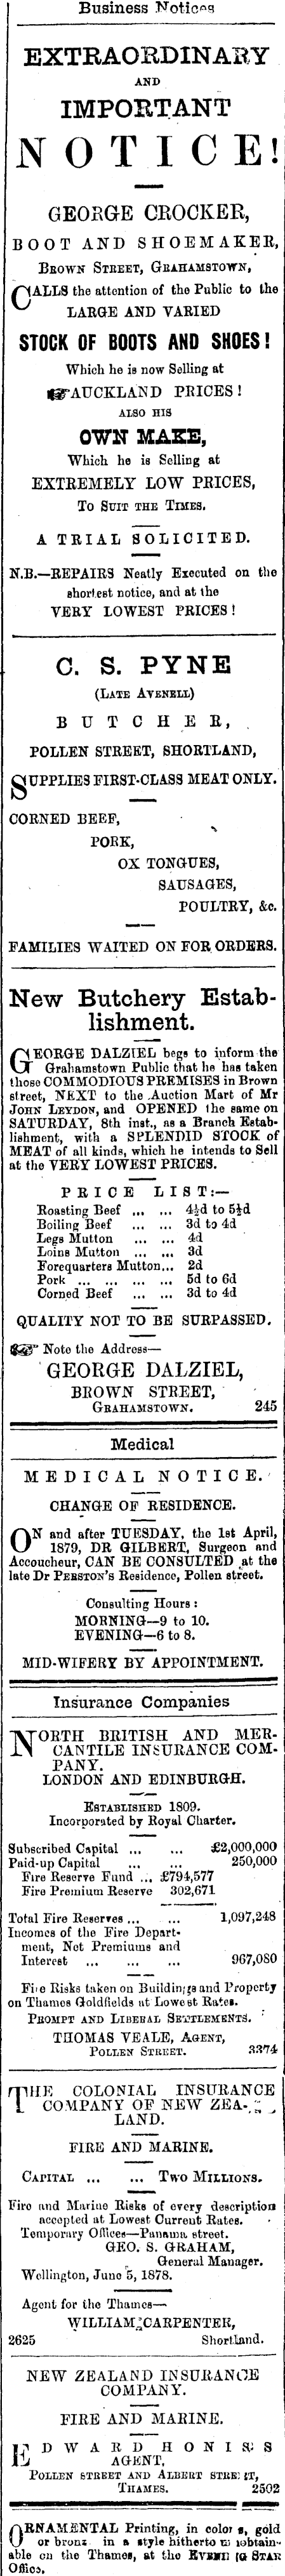 Business Notices
EXTRAORDINARY
AND
IMPORTANT
NOTICE!
GEORGE CROCKER,
BOOT AND SHOEMAKER,
BROWN STREET, GRAHAMSTOWN,
CALLS the attention of the Public to the
LARGE AND VARIED
STOCK OF BOOTS AND SHOES!
Which he is now Selling at
☞AUCKLAND PRICES!
ALSO HIS
OWN MAKE,
Which he is Selling at
EXTREMELY LOW PRICES,
TO SUIT THE TIMES.
A TRIAL SOLICITED.
N.B.—REPAIRS Neatly Executed on the
shortest notice, and at the
VERY LOWEST PRICES!
C. S. PYNE
(LATE AVENELL)
BUTCHER,
POLLEN STREET, SHORTLAND,
SUPPLIES FIRST-CLASS MEAT ONLY.
CORNED BEEF,
PORK,
OX TONGUES,
SAUSAGES,
POULTRY, &c.
FAMILIES WAITED ON FOR ORDERS.
New Butchery Estab-
lishment.
GEORGE DALZIEL begs to inform the
Grahamstown Public that he has taken
those COMMODIOUS PREMISES in Brown
street, NEXT to the Auction Mart of Mr
JOHN LEYDON, and OPENED the same on
SATURDAY, 8th inst., as a Branch Estab-
lishment, with a SPLENDID STOCK of
MEAT of all kinds, which he intends to Sell
at the VERY LOWEST PRICES.
PRICE LIST:—
Roasting Beef ... ... 4½d to 5½d
Boiling Beef ... ... 3d to 4d
Legs Mutton ... ... 4d
Loins Mutton ... ... 3d
Forequarters Mutton... 2d
Pork ... ... ... ... 5d to 6d
Corned Beef ... ... 3d to 4d
QUALITY NOT TO BE SURPASSED.
☞ Note the Address—
GEORGE DALZIEL,
BROWN STREET,
GRAHAMSTOWN. 245
Medical
MEDICAL NOTICE.
CHANGE OF RESIDENCE.
ON and after TUESDAY, the 1st April,
1879, DR GILBERT, Surgeon and
Accoucheur, CAN BE CONSULTED at the
late Dr PERSTON'S Residence, Pollen street.
Consulting Hours:
MORNING—9 to 10.
EVENING—6 to 8.
MID-WIFERY BY APPOINTMENT.
Insurance Companies
NORTH BRITISH AND MER-
CANTILE INSURANCE COM-
PANY.
LONDON AND EDINBURGH.
ESTABLISHED 1809.
Incorporated by Royal Charter.
Subscribed Capital ... ... £2,000,000
Paid-up Capital ... ... 250,000
Fire Reserve Fund ... £794,577
Fire Premium Reserve 302,671
Total Fire Reserves ... ... 1,097,248
Incomes of the Fire Depart-
ment, Net Premiums and
Interest ... ... ... 967,080
Fire Risks taken on Buildings and Property
on Thames Goldfields at Lowest Rates.
PROMPT AND LIBERAL SETTLEMENTS.
THOMAS VEALE, AGENT,
POLLEN STREET. 3374
THE COLONIAL INSURANCE
COMPANY OF NEW ZEA-
LAND.
FIRE AND MARINE.
CAPITAL ... ... TWO MILLIONS.
Fire and Marine Risks of every description
accepted at Lowest Current Rates.
Temporary Offices—Panama street.
GEO. S. GRAHAM,
General Manager.
Wellington, June 5, 1878.
Agent for the Thames—
WILLIAM CARPENTER,
2625 Shortland.
NEW ZEALAND INSURANCE
COMPANY.
FIRE AND MARINE.
EDWARD HONISS
AGENT,
POLLEN STREET AND ALBERT STREET,
THAMES. 2502
ORNAMENTAL Printing, in colors, gold
or bronze in a style hitherto unobtain-
able on the Thames, at the EVENING STAR
Office.